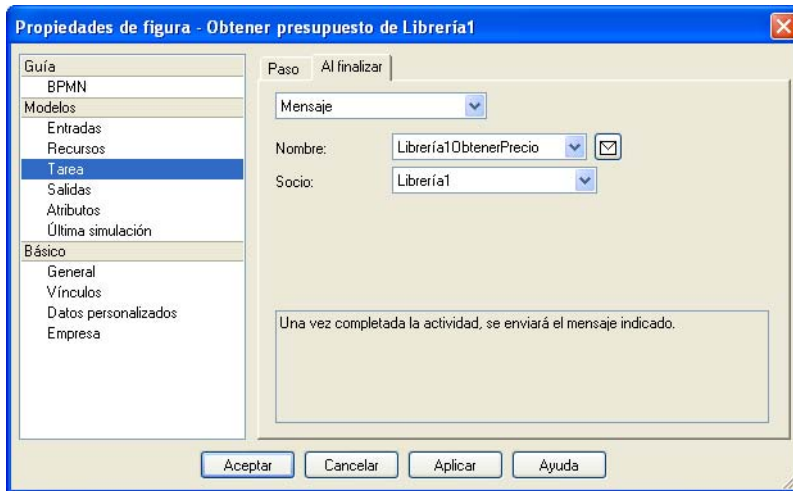 Propiedades de figura - Obtener presupuesto de Librería1
Guía
BPMN
Modelos
Entradas
Recursos
Tarea
Salidas
Atributos
Última simulación
Básico
General
Vínculos
Datos personalizados
Empresa
Paso
Al finalizar
Mensaje
Nombre:
Librería1ObtenerPrecio
Socio:
Librería1
Una vez completada la actividad, se enviará el mensaje indicado.
Aceptar
Cancelar
Aplicar
Ayuda